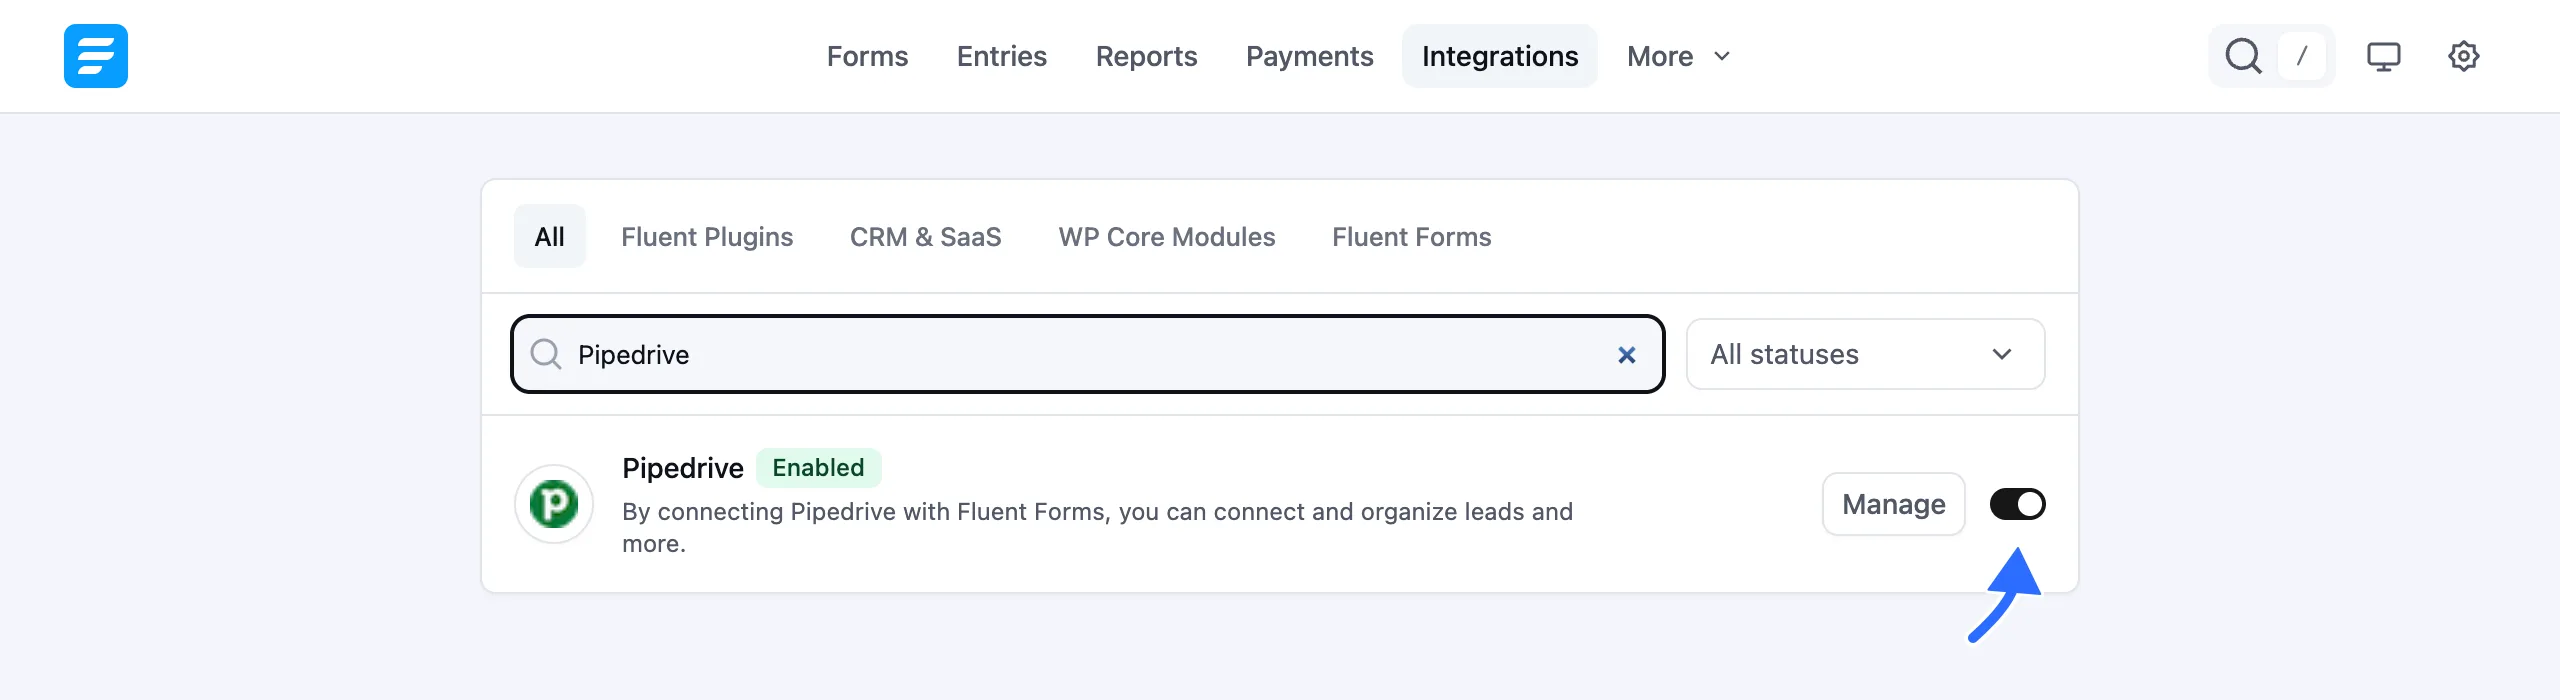 Forms Entries Reports Payments Integrations More /
All Fluent Plugins CRM & SaaS WP Core Modules Fluent Forms
Pipedrive All statuses
Pipedrive Enabled
By connecting Pipedrive with Fluent Forms, you can connect and organize leads and
more.
Manage